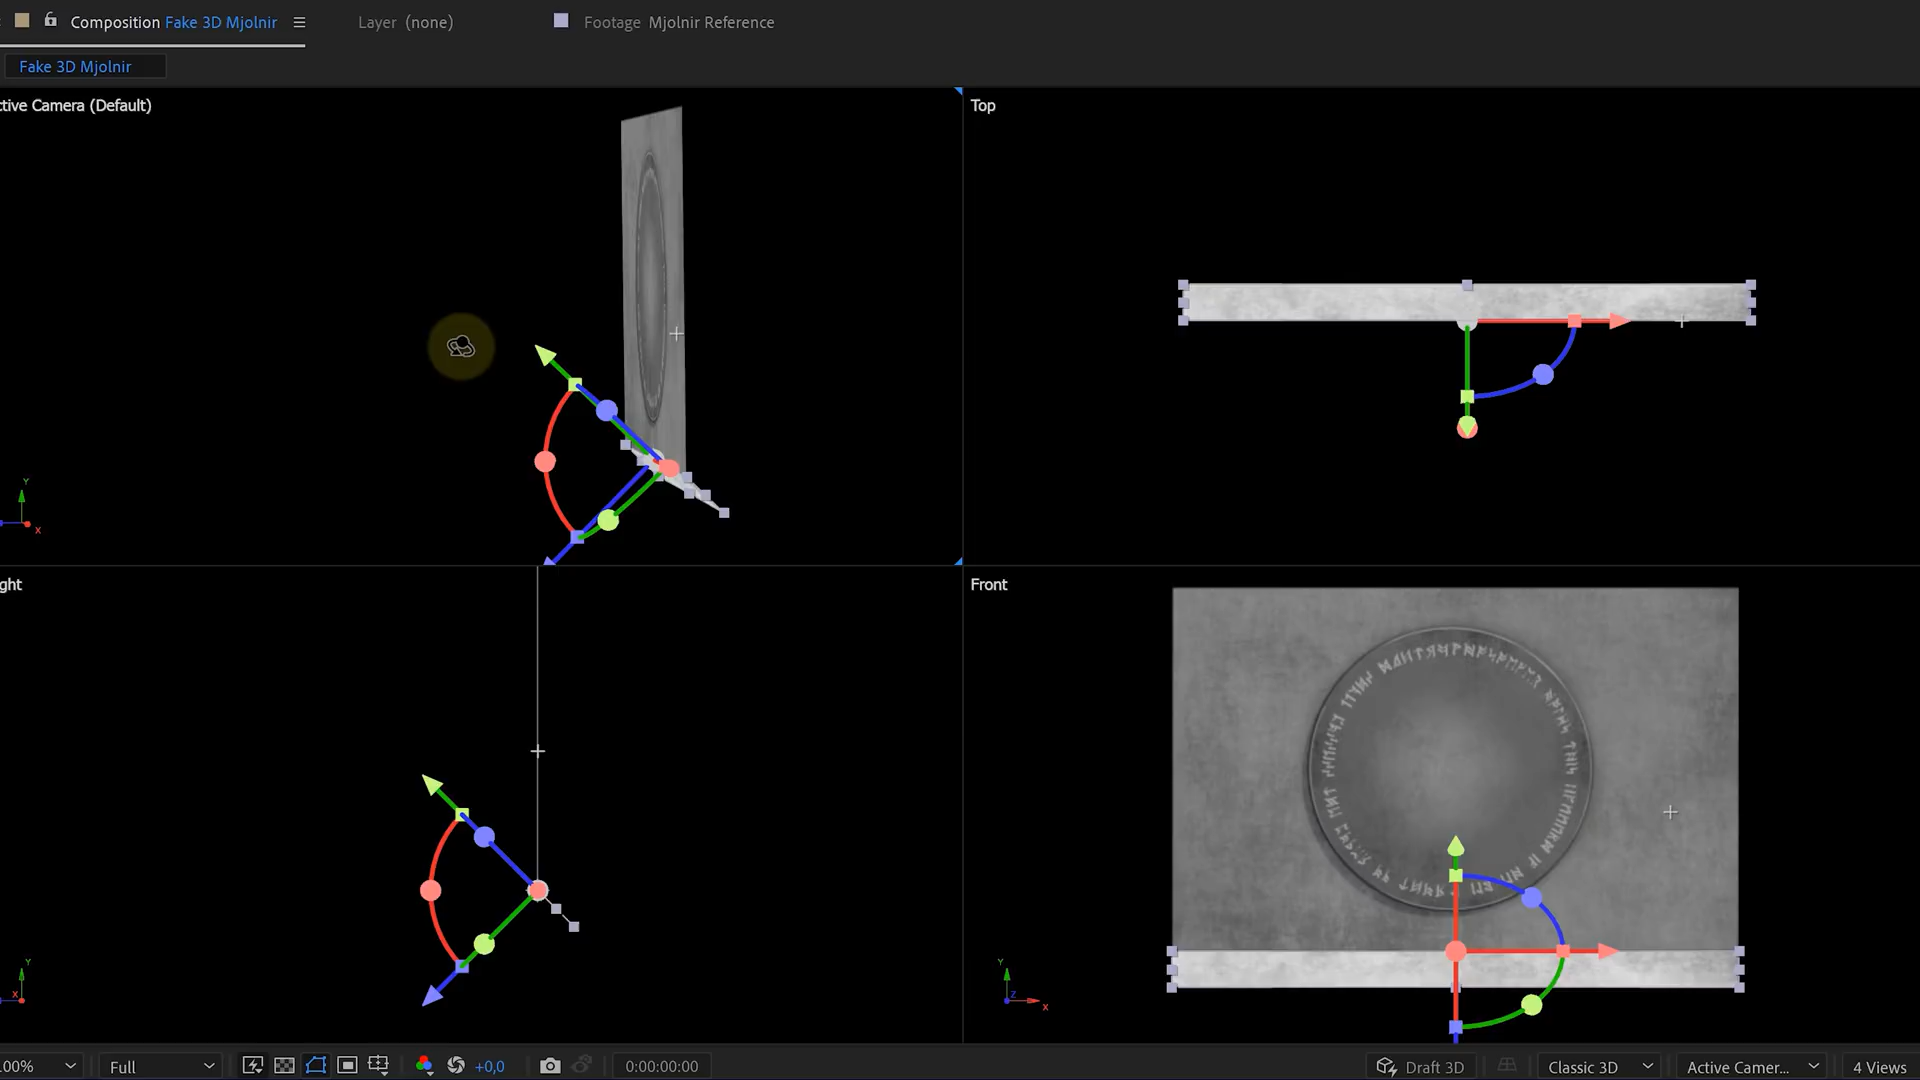 Composition Fake 3D Mjolnir
Layer (none)
Footage Mjolnir Reference
Fake 3D Mjolnir
ctive Camera (Default)
Top
Y
X
ght
Front
Y
X
Y
Z
X
00%
Full
+0,0
0:00:00:00
Draft 3D
Classic 3D
Active Camer...
4 Views